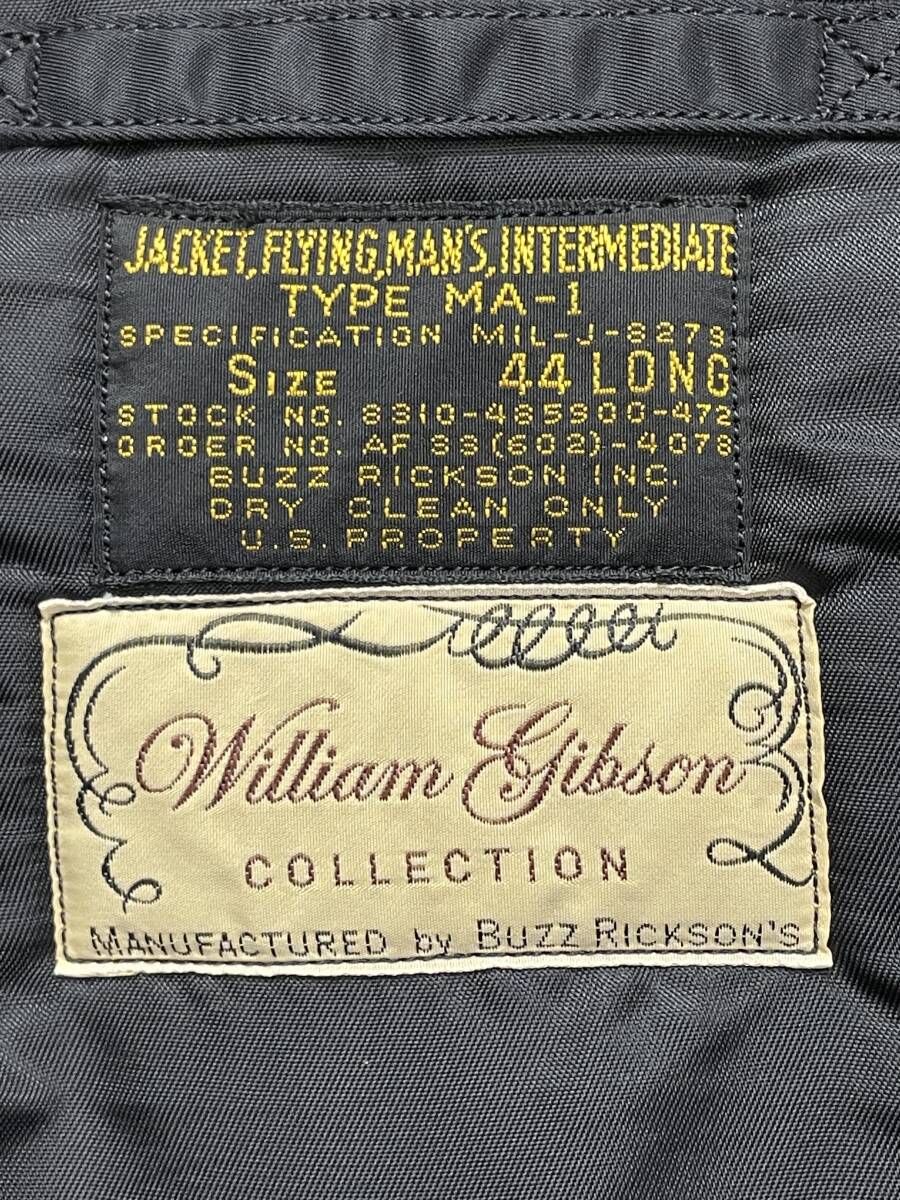 JACKET, FLYING, MAN'S, INTERMEDIATE
TYPE MA-1
SPECIFICATION MIL-J-8279
SIZE 44 LONG
STOCK NO. 8310-485900-472
ORDER NO. AF 33(602)-4078
BUZZ RICKSON INC.
DRY CLEAN ONLY
U.S. PROPERTY
William Gibson
COLLECTION
MANUFACTURED by BUZZ RICKSON'S